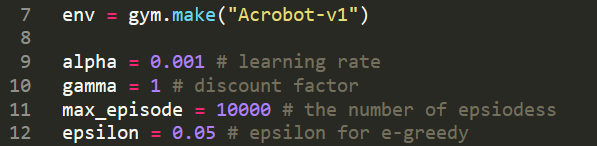 7 env = gym.make("Acrobot-v1")
8
9 alpha = 0.001 # learning rate
10 gamma = 1 # discount factor
11 max_episode = 10000 # the number of epsiodess
12 epsilon = 0.05 # epsilon for e-greedy